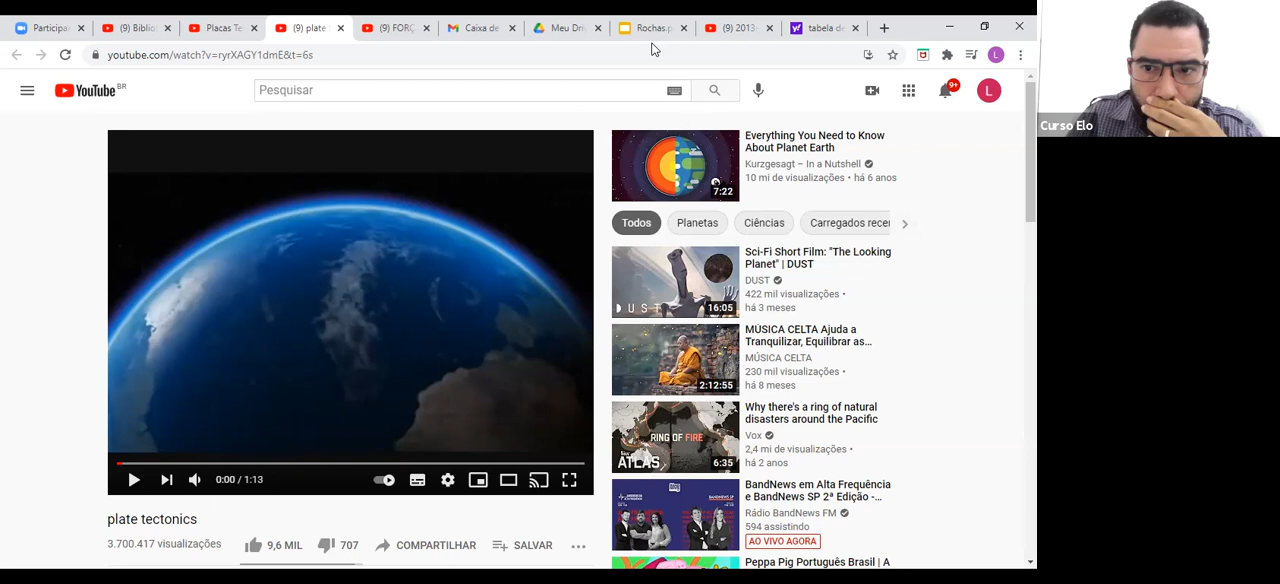 Participan
(9) Bibliot
Placas Te
(9) plate
(9) FORÇ
Caixa de
Meu Driv
Rochas.p
(9) 2013-
tabela de
youtube.com/watch?v=ryrXAGY1dmE&t=6s
L
YouTube BR
Pesquisar
9+
L
Curso Elo
0:00 / 1:13
plate tectonics
3.700.417 visualizações
9,6 MIL
707
COMPARTILHAR
SALVAR
7:22
Everything You Need to Know
About Planet Earth
Kurzgesagt – In a Nutshell
10 mi de visualizações • há 6 anos
Todos
Planetas
Ciências
Carregados recen
DUST
16:05
Sci-Fi Short Film: "The Looking
Planet" | DUST
DUST
422 mil visualizações •
há 3 meses
2:12:55
MÚSICA CELTA Ajuda a
Tranquilizar, Equilibrar as...
MÚSICA CELTA
230 mil visualizações •
há 8 meses
RING OF FIRE
ATLAS
6:35
Why there's a ring of natural
disasters around the Pacific
Vox
2,4 mi de visualizações •
há 2 anos
BandNews em Alta Frequência
e BandNews SP 2ª Edição -...
Rádio BandNews FM
594 assistindo
AO VIVO AGORA
Peppa Pig Português Brasil | A